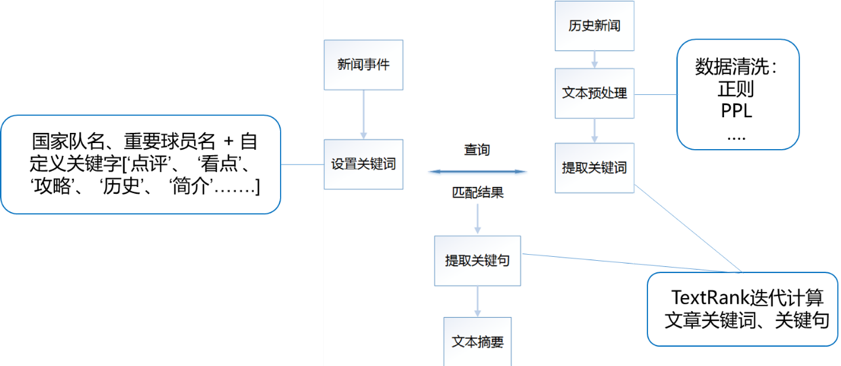 历史新闻
新闻事件
数据清洗：
正则
PPL
....
文本预处理
国家队名、重要球员名 + 自
定义关键字[‘点评’、 ‘看点’、
‘攻略’、 ‘历史’、 ‘简介’…….]
设置关键词
查询
匹配结果
提取关键词
提取关键句
TextRank迭代计算
文章关键词、关键句
文本摘要